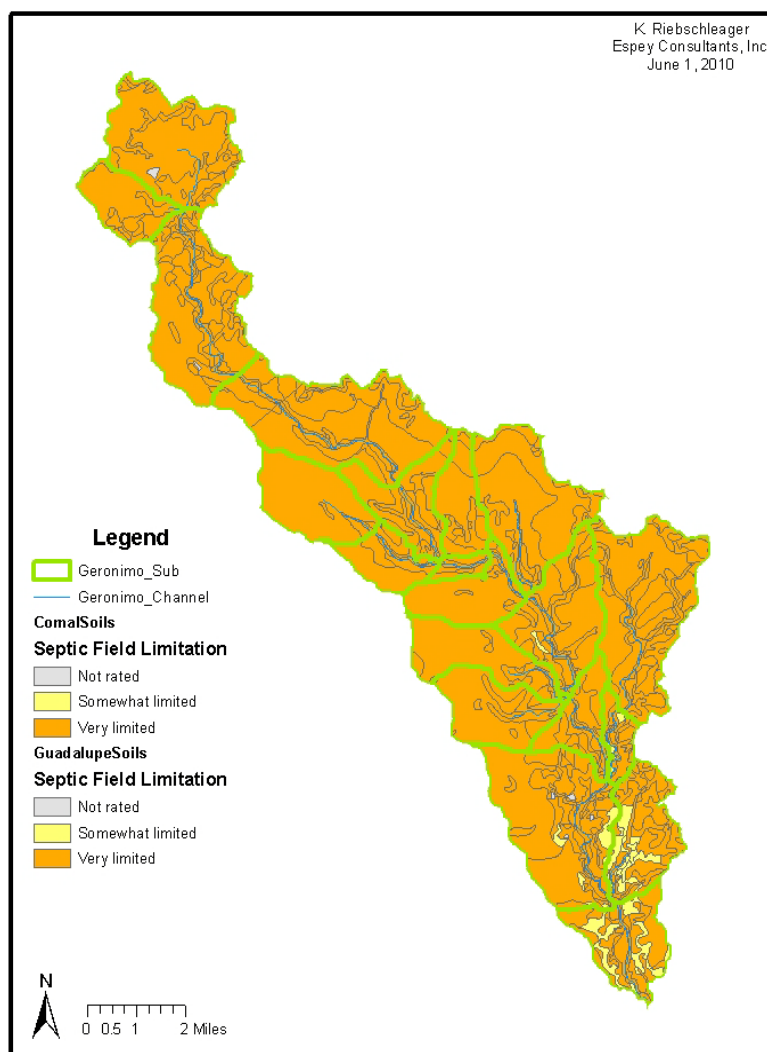 K. Riebschleager
Espey Consultants, Inc
June 1, 2010
Legend
Geronimo_Sub
Geronimo_Channel
ComalSoils
Septic Field Limitation
Not rated
Somewhat limited
Very limited
GuadalupeSoils
Septic Field Limitation
Not rated
Somewhat limited
Very limited
N
0 0.5 1 2 Miles